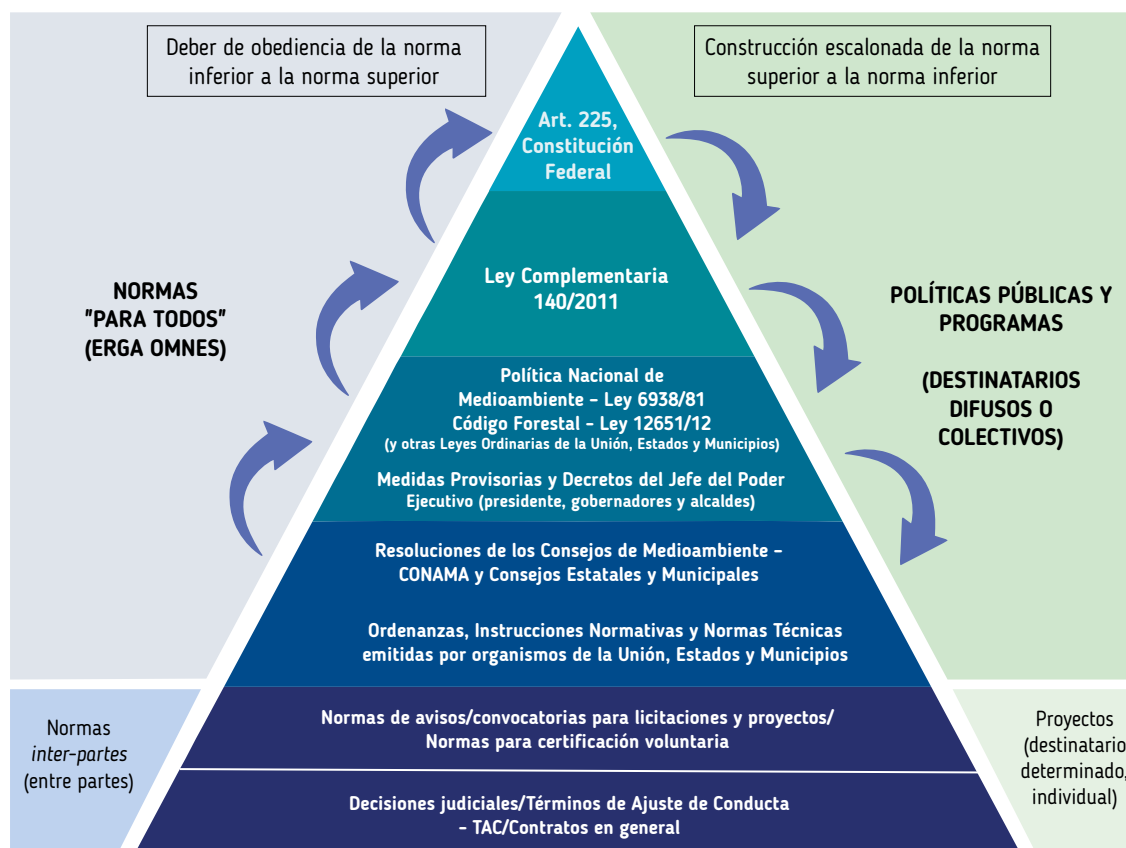 Deber de obediencia de la norma
inferior a la norma superior
Construcción escalonada de la norma
superior a la norma inferior
Art. 225,
Constitución
Federal
Ley Complementaria
140/2011
NORMAS
"PARA TODOS"
(ERGA OMNES)
POLÍTICAS PÚBLICAS Y
PROGRAMAS
(DESTINATARIOS
DIFUSOS O
COLECTIVOS)
Política Nacional de
Medioambiente – Ley 6938/81
Código Forestal – Ley 12651/12
(y otras Leyes Ordinarias de la Unión, Estados y Municipios)
Medidas Provisorias y Decretos del Jefe del Poder
Ejecutivo (presidente, gobernadores y alcaldes)
Resoluciones de los Consejos de Medioambiente –
CONAMA y Consejos Estatales y Municipales
Ordenanzas, Instrucciones Normativas y Normas Técnicas
emitidas por organismos de la Unión, Estados y Municipios
Normas
inter-partes
(entre partes)
Normas de avisos/convocatorias para licitaciones y proyectos/
Normas para certificación voluntaria
Decisiones judiciales/Términos de Ajuste de Conducta
– TAC/Contratos en general
Proyectos
(destinatario
determinado,
individual)